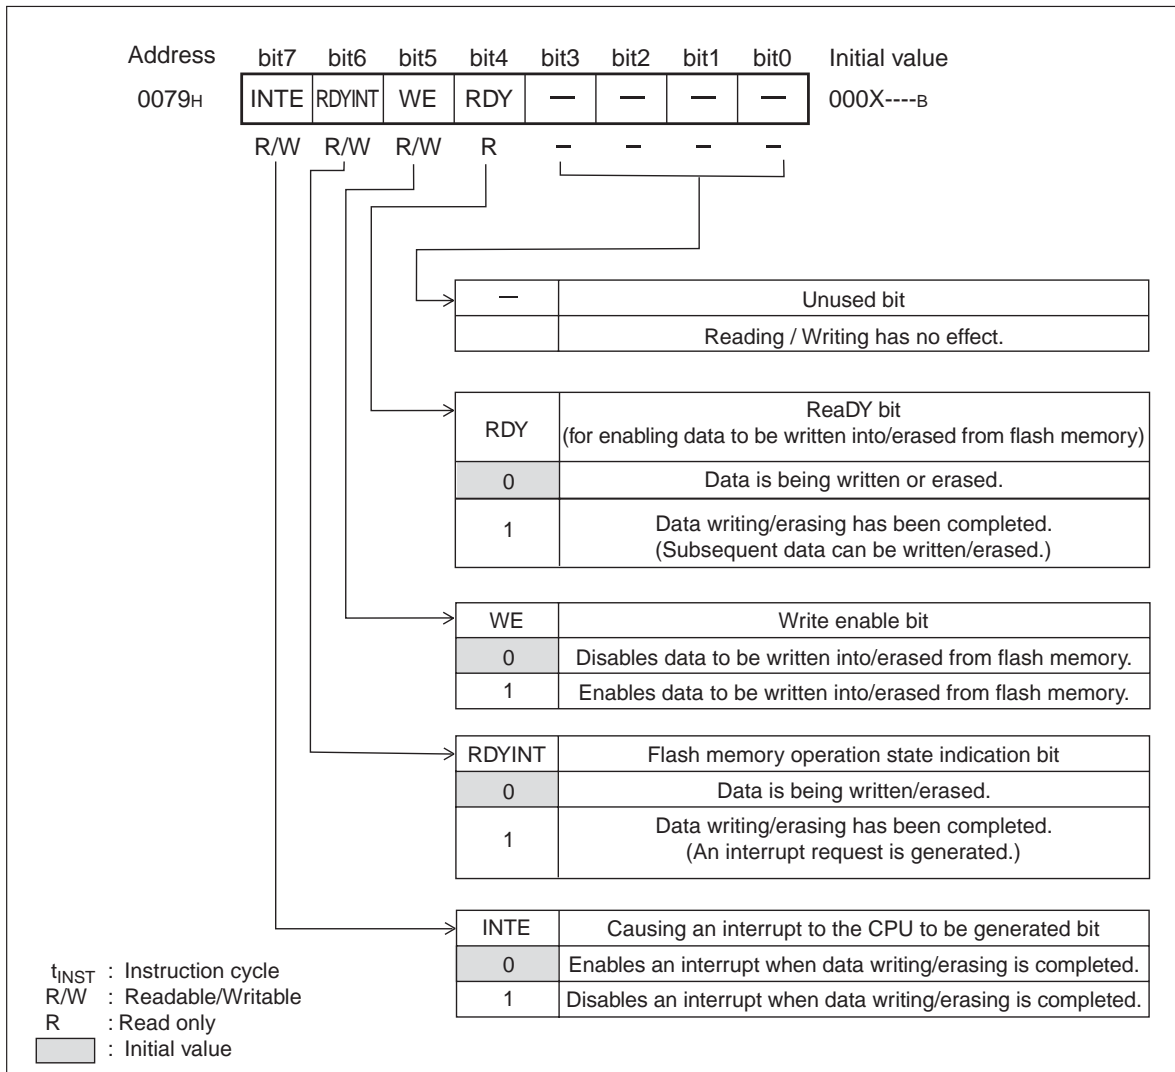 Address bit7 bit6 bit5 bit4 bit3 bit2 bit1 bit0 Initial value
0079H INTE RDYINT WE RDY — — — — 000X----B
R/W R/W R/W R – – – –
— Unused bit
Reading / Writing has no effect.
RDY ReaDY bit
(for enabling data to be written into/erased from flash memory)
0 Data is being written or erased.
1 Data writing/erasing has been completed.
(Subsequent data can be written/erased.)
WE Write enable bit
0 Disables data to be written into/erased from flash memory.
1 Enables data to be written into/erased from flash memory.
RDYINT Flash memory operation state indication bit
0 Data is being written/erased.
1 Data writing/erasing has been completed.
(An interrupt request is generated.)
INTE Causing an interrupt to the CPU to be generated bit
0 Enables an interrupt when data writing/erasing is completed.
1 Disables an interrupt when data writing/erasing is completed.
tINST : Instruction cycle
R/W : Readable/Writable
R : Read only
: Initial value